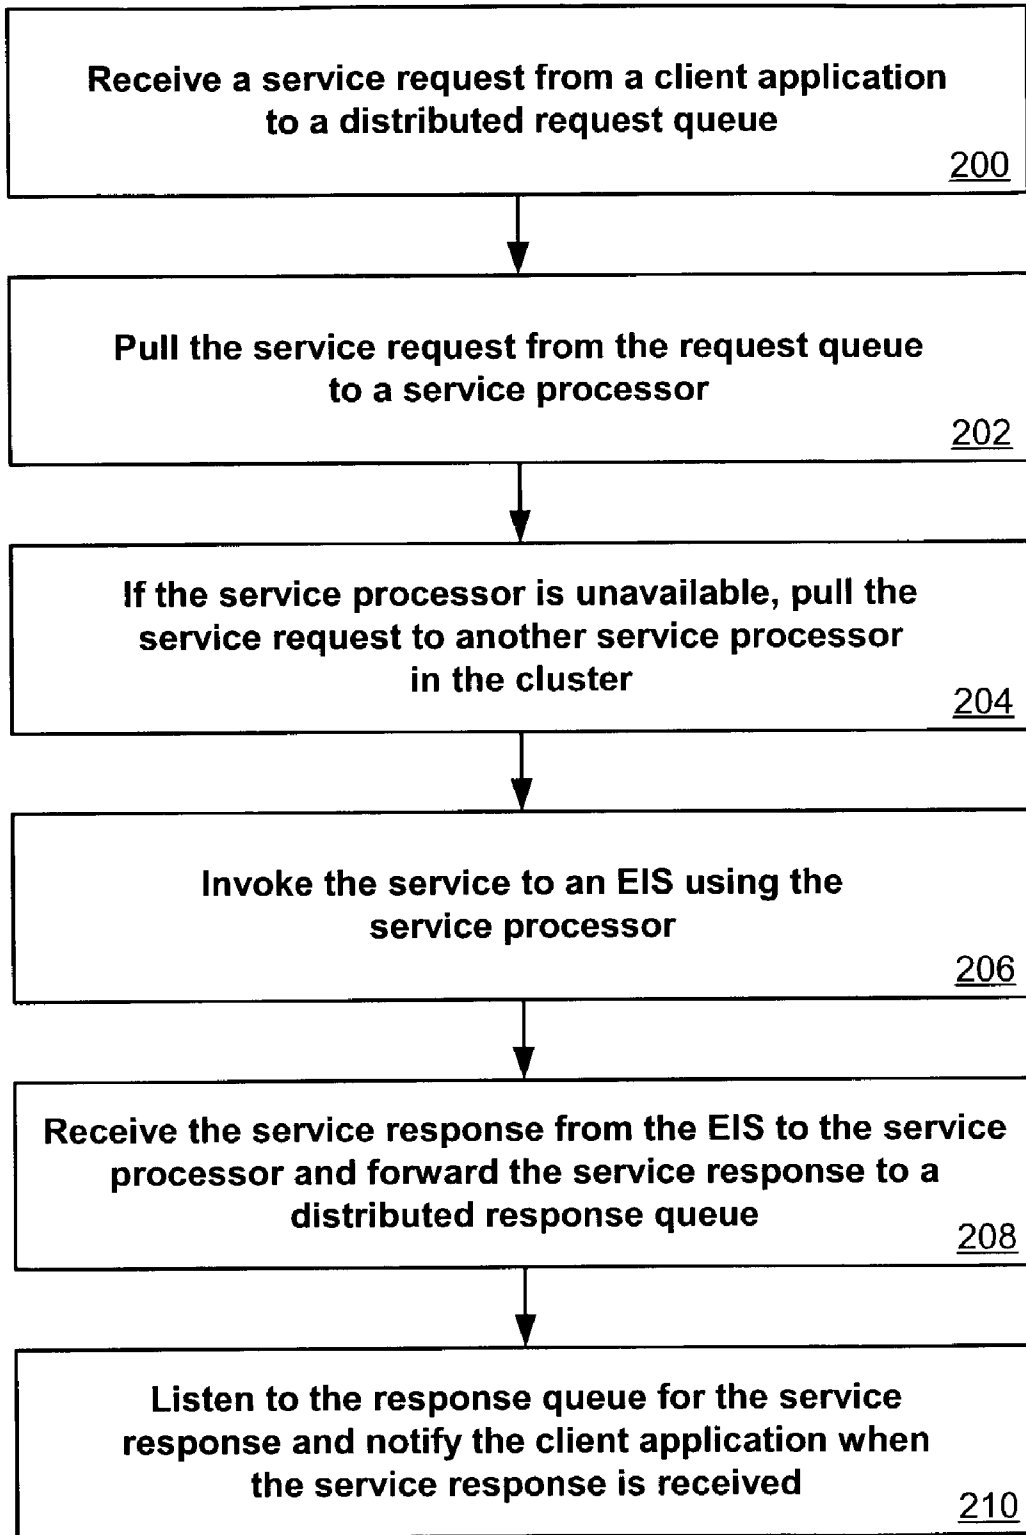 Receive a service request from a client application
to a distributed request queue
200
Pull the service request from the request queue
to a service processor
202
If the service processor is unavailable, pull the
service request to another service processor
in the cluster
204
Invoke the service to an EIS using the
service processor
206
Receive the service response from the EIS to the service
processor and forward the service response to a
distributed response queue
208
Listen to the response queue for the service
response and notify the client application when
the service response is received
210